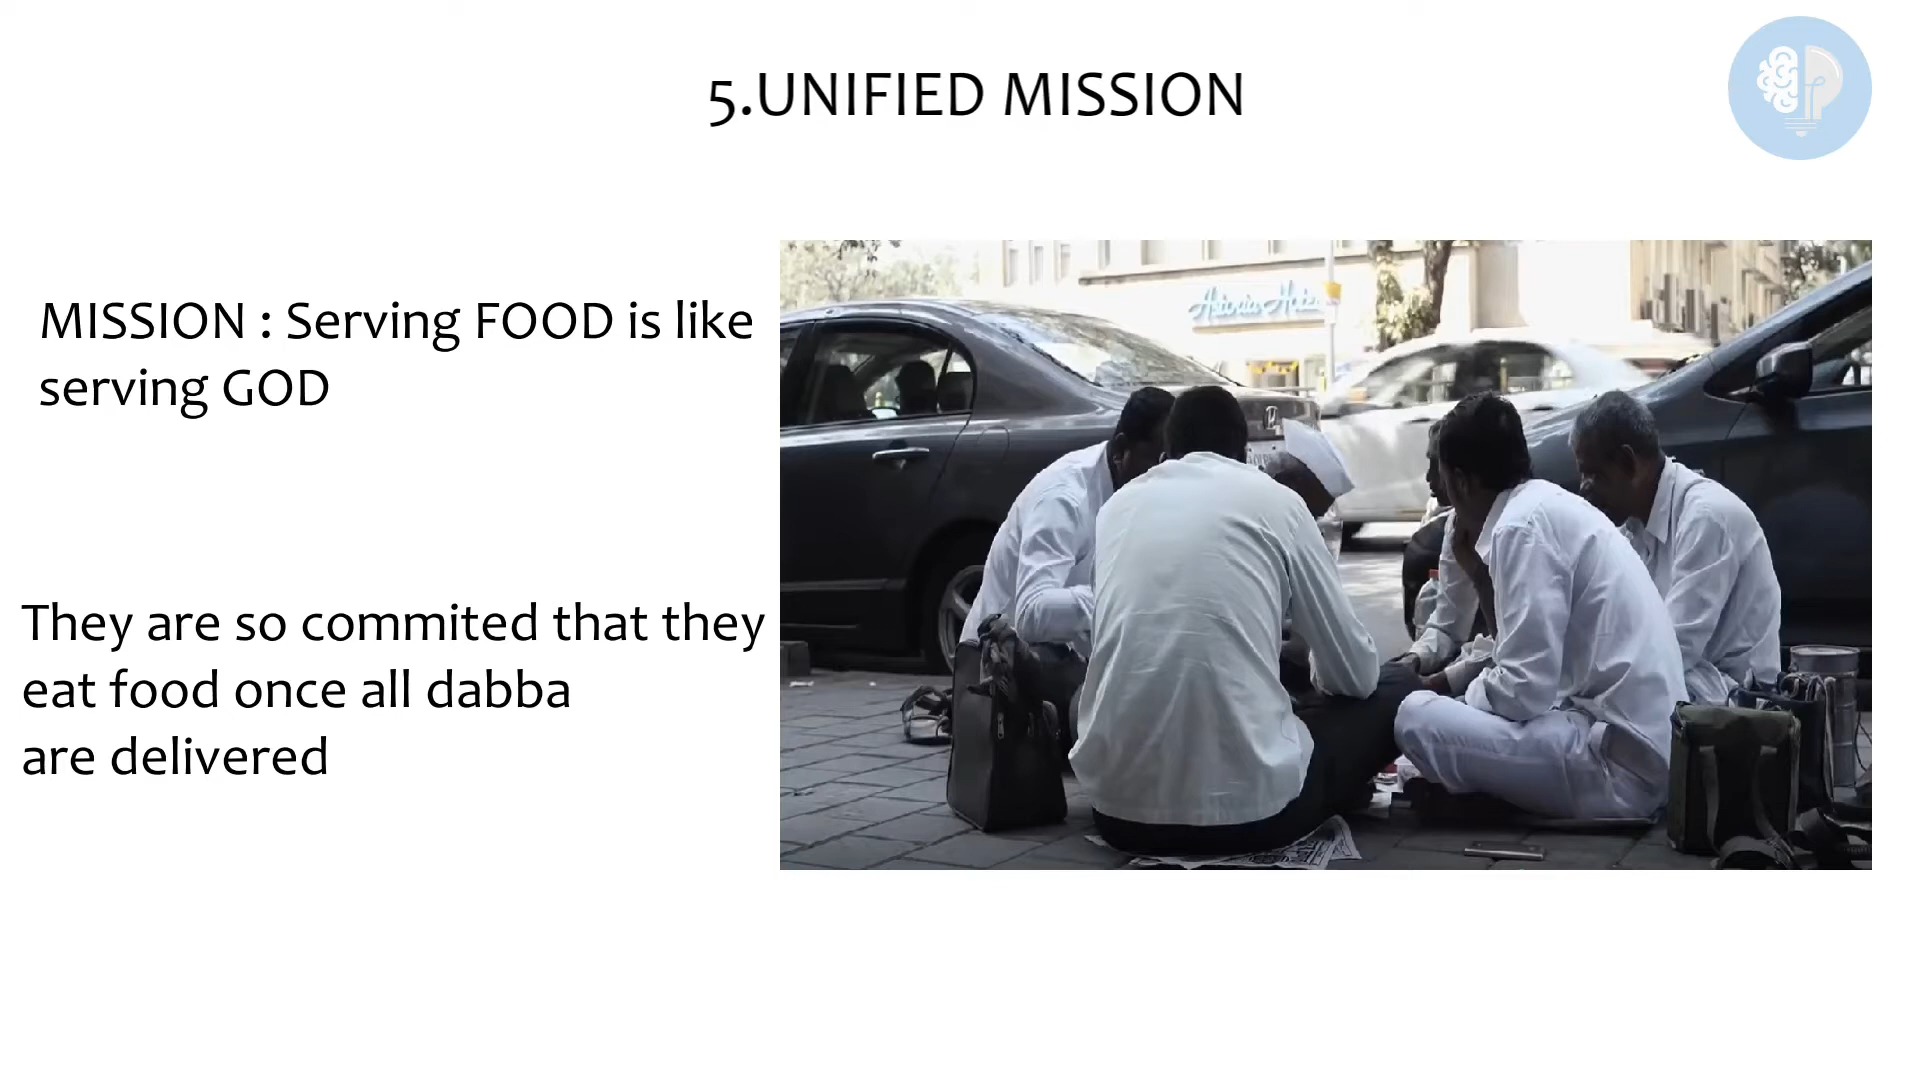 5.UNIFIED MISSION
MISSION : Serving FOOD is like
serving GOD
They are so commited that they
eat food once all dabba
are delivered